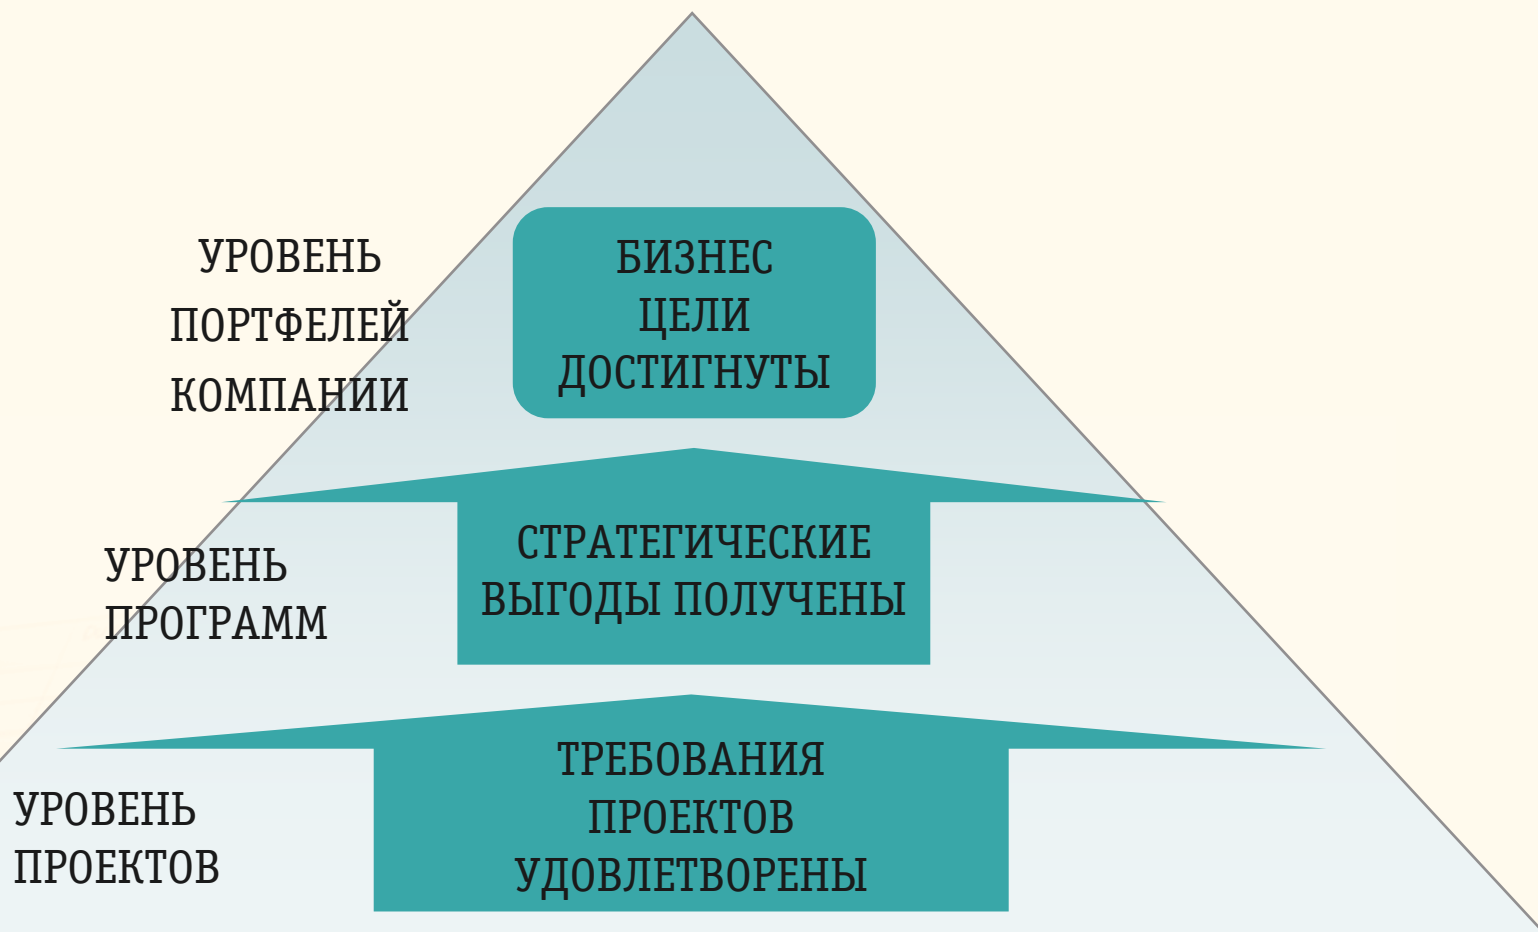 УРОВЕНЬ
ПОРТФЕЛЕЙ
КОМПАНИИ
БИЗНЕС
ЦЕЛИ
ДОСТИГНУТЫ
УРОВЕНЬ
ПРОГРАММ
СТРАТЕГИЧЕСКИЕ
ВЫГОДЫ ПОЛУЧЕНЫ
УРОВЕНЬ
ПРОЕКТОВ
ТРЕБОВАНИЯ
ПРОЕКТОВ
УДОВЛЕТВОРЕНЫ